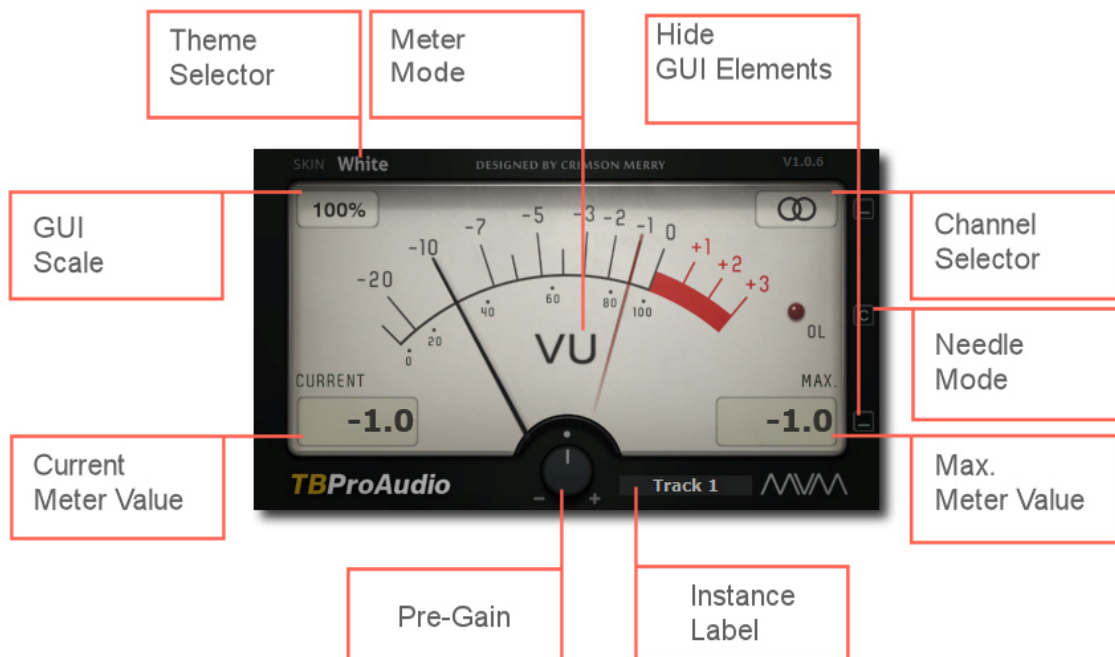 Theme
Selector
Meter
Mode
Hide
GUI Elements
SKIN White
DESIGNED BY CRIMSON MERRY
V1.0.6
GUI
Scale
100%
-20
-10
-7
-5
-3
-2
-1
0
+1
+2
+3
0
20
40
60
80
100
VU
OL
C
Channel
Selector
Needle
Mode
CURRENT
-1.0
MAX.
-1.0
Current
Meter Value
Max.
Meter Value
TBProAudio
- +
Track 1
MVM
Pre-Gain
Instance
Label